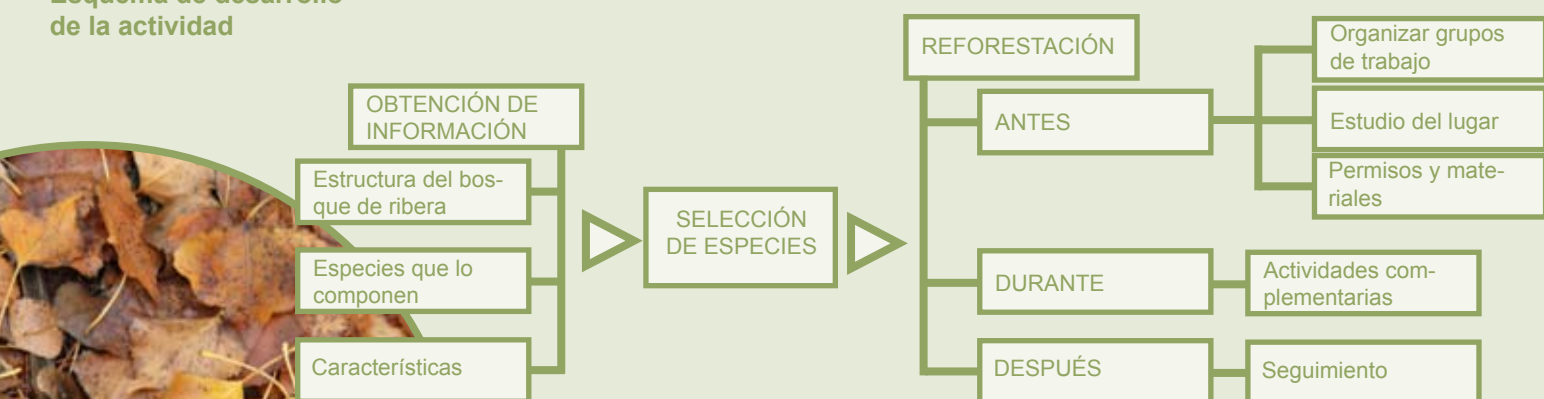 Esquema de desarrollo
de la actividad
OBTENCIÓN DE
INFORMACIÓN
Estructura del bos-
que de ribera
Especies que lo
componen
Características
SELECCIÓN
DE ESPECIES
REFORESTACIÓN
ANTES
Organizar grupos
de trabajo
Estudio del lugar
Permisos y mate-
riales
DURANTE
Actividades com-
plementarias
DESPUÉS
Seguimiento